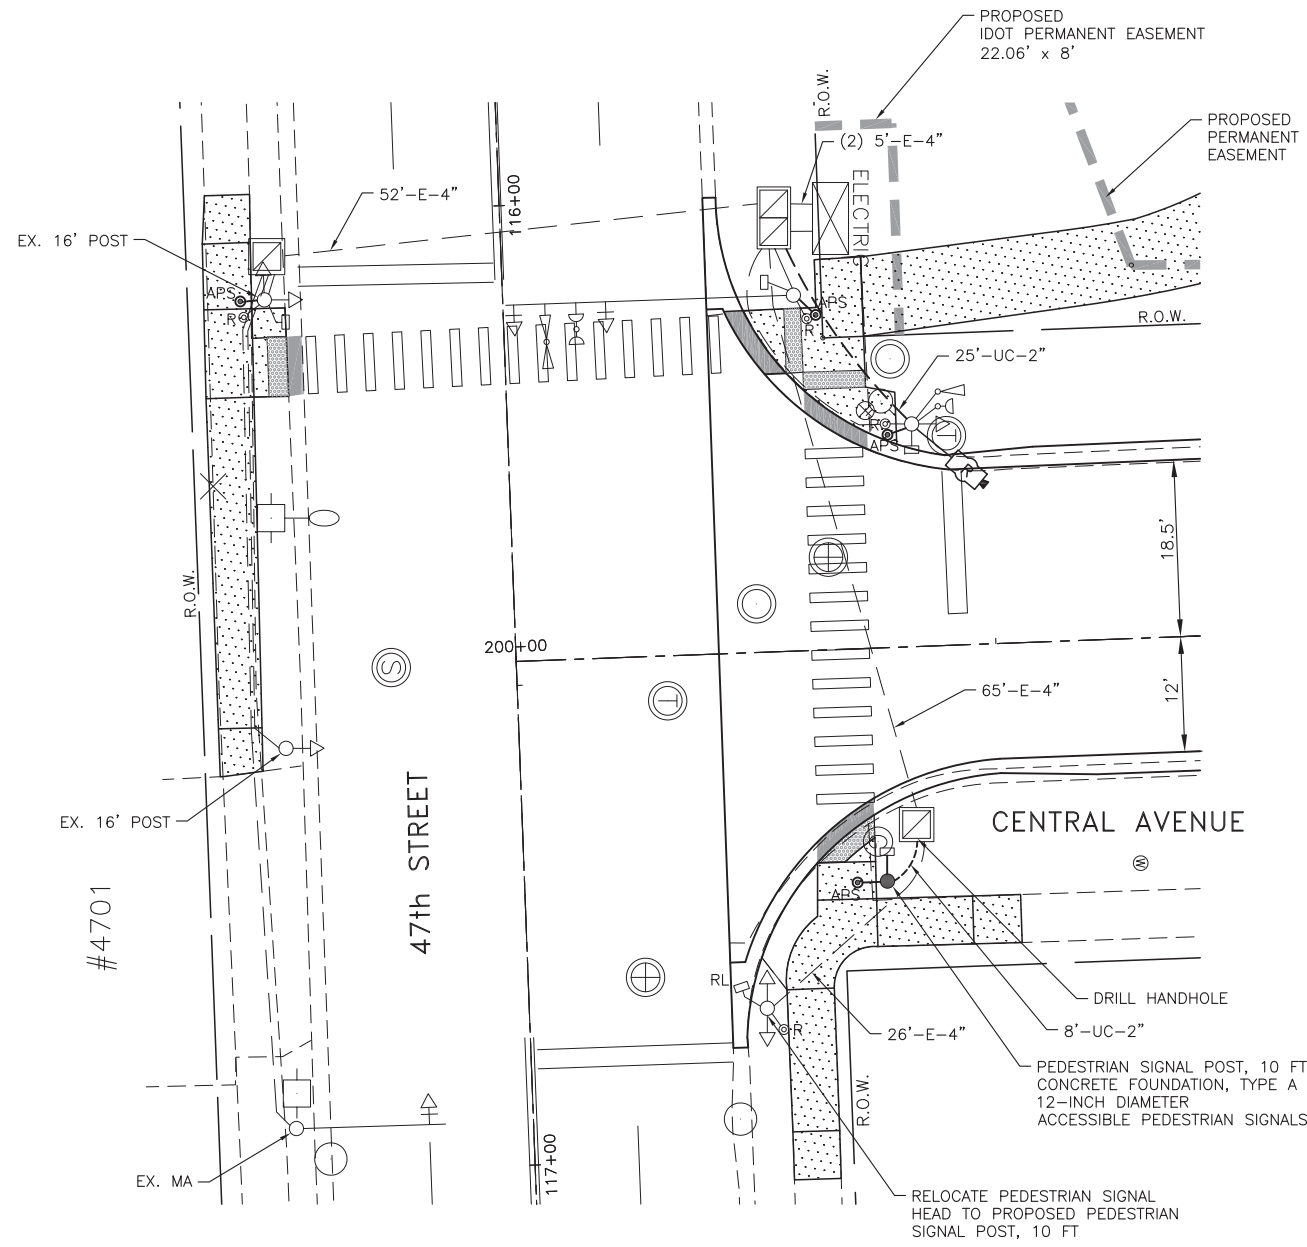 PROPOSED
IDOT PERMANENT EASEMENT
22.06' x 8'
R.O.W.
PROPOSED
PERMANENT
EASEMENT
(2) 5'-E-4"
52'-E-4"
116+00
ELECTRIC
EX. 16' POST
APS
R
APS
R
R.O.W.
25'-UC-2"
R
APS
T
18.5'
R.O.W.
200+00
S
T
65'-E-4"
12'
EX. 16' POST
47th STREET
CENTRAL AVENUE
W
#4701
APS
RL
R
DRILL HANDHOLE
26'-E-4"
8'-UC-2"
PEDESTRIAN SIGNAL POST, 10 FT
CONCRETE FOUNDATION, TYPE A
12-INCH DIAMETER
ACCESSIBLE PEDESTRIAN SIGNALS
R.O.W.
EX. MA
117+00
RELOCATE PEDESTRIAN SIGNAL
HEAD TO PROPOSED PEDESTRIAN
SIGNAL POST, 10 FT